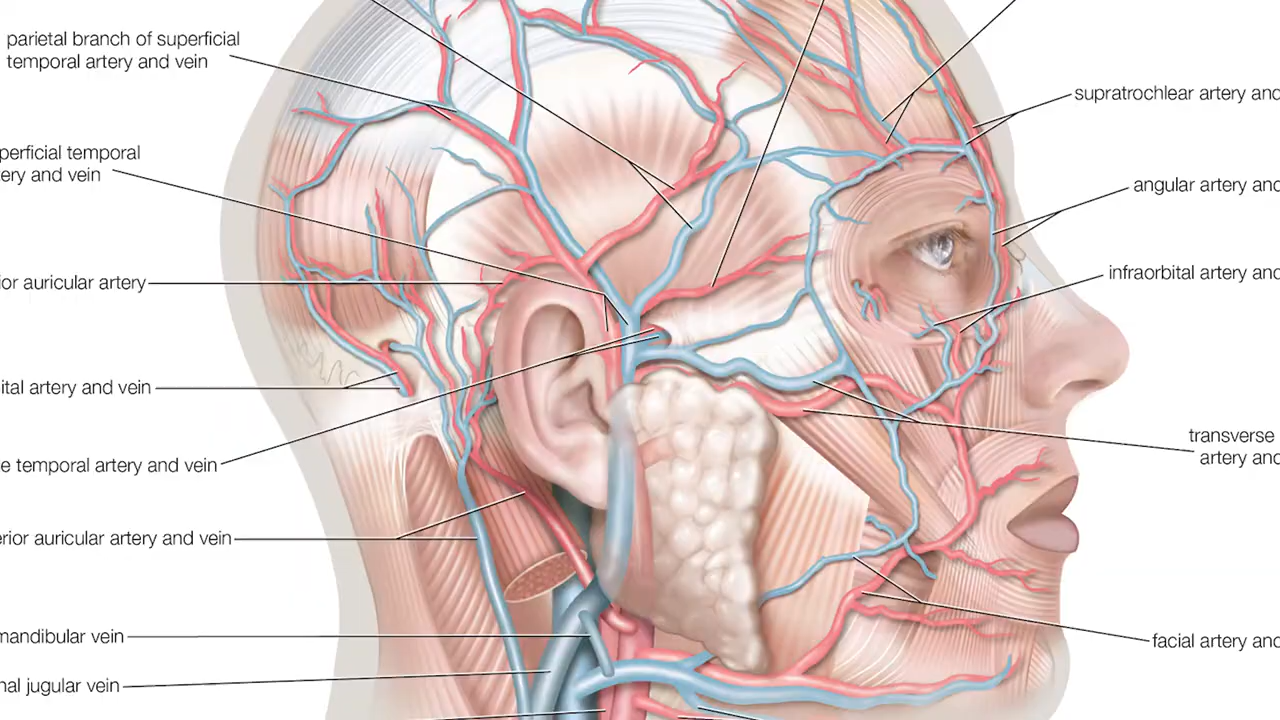 parietal branch of superficial
temporal artery and vein
perficial temporal
ery and vein
ior auricular artery
ital artery and vein
e temporal artery and vein
erior auricular artery and vein
mandibular vein
nal jugular vein
supratrochlear artery and
angular artery and
infraorbital artery and
transverse
artery and
facial artery and